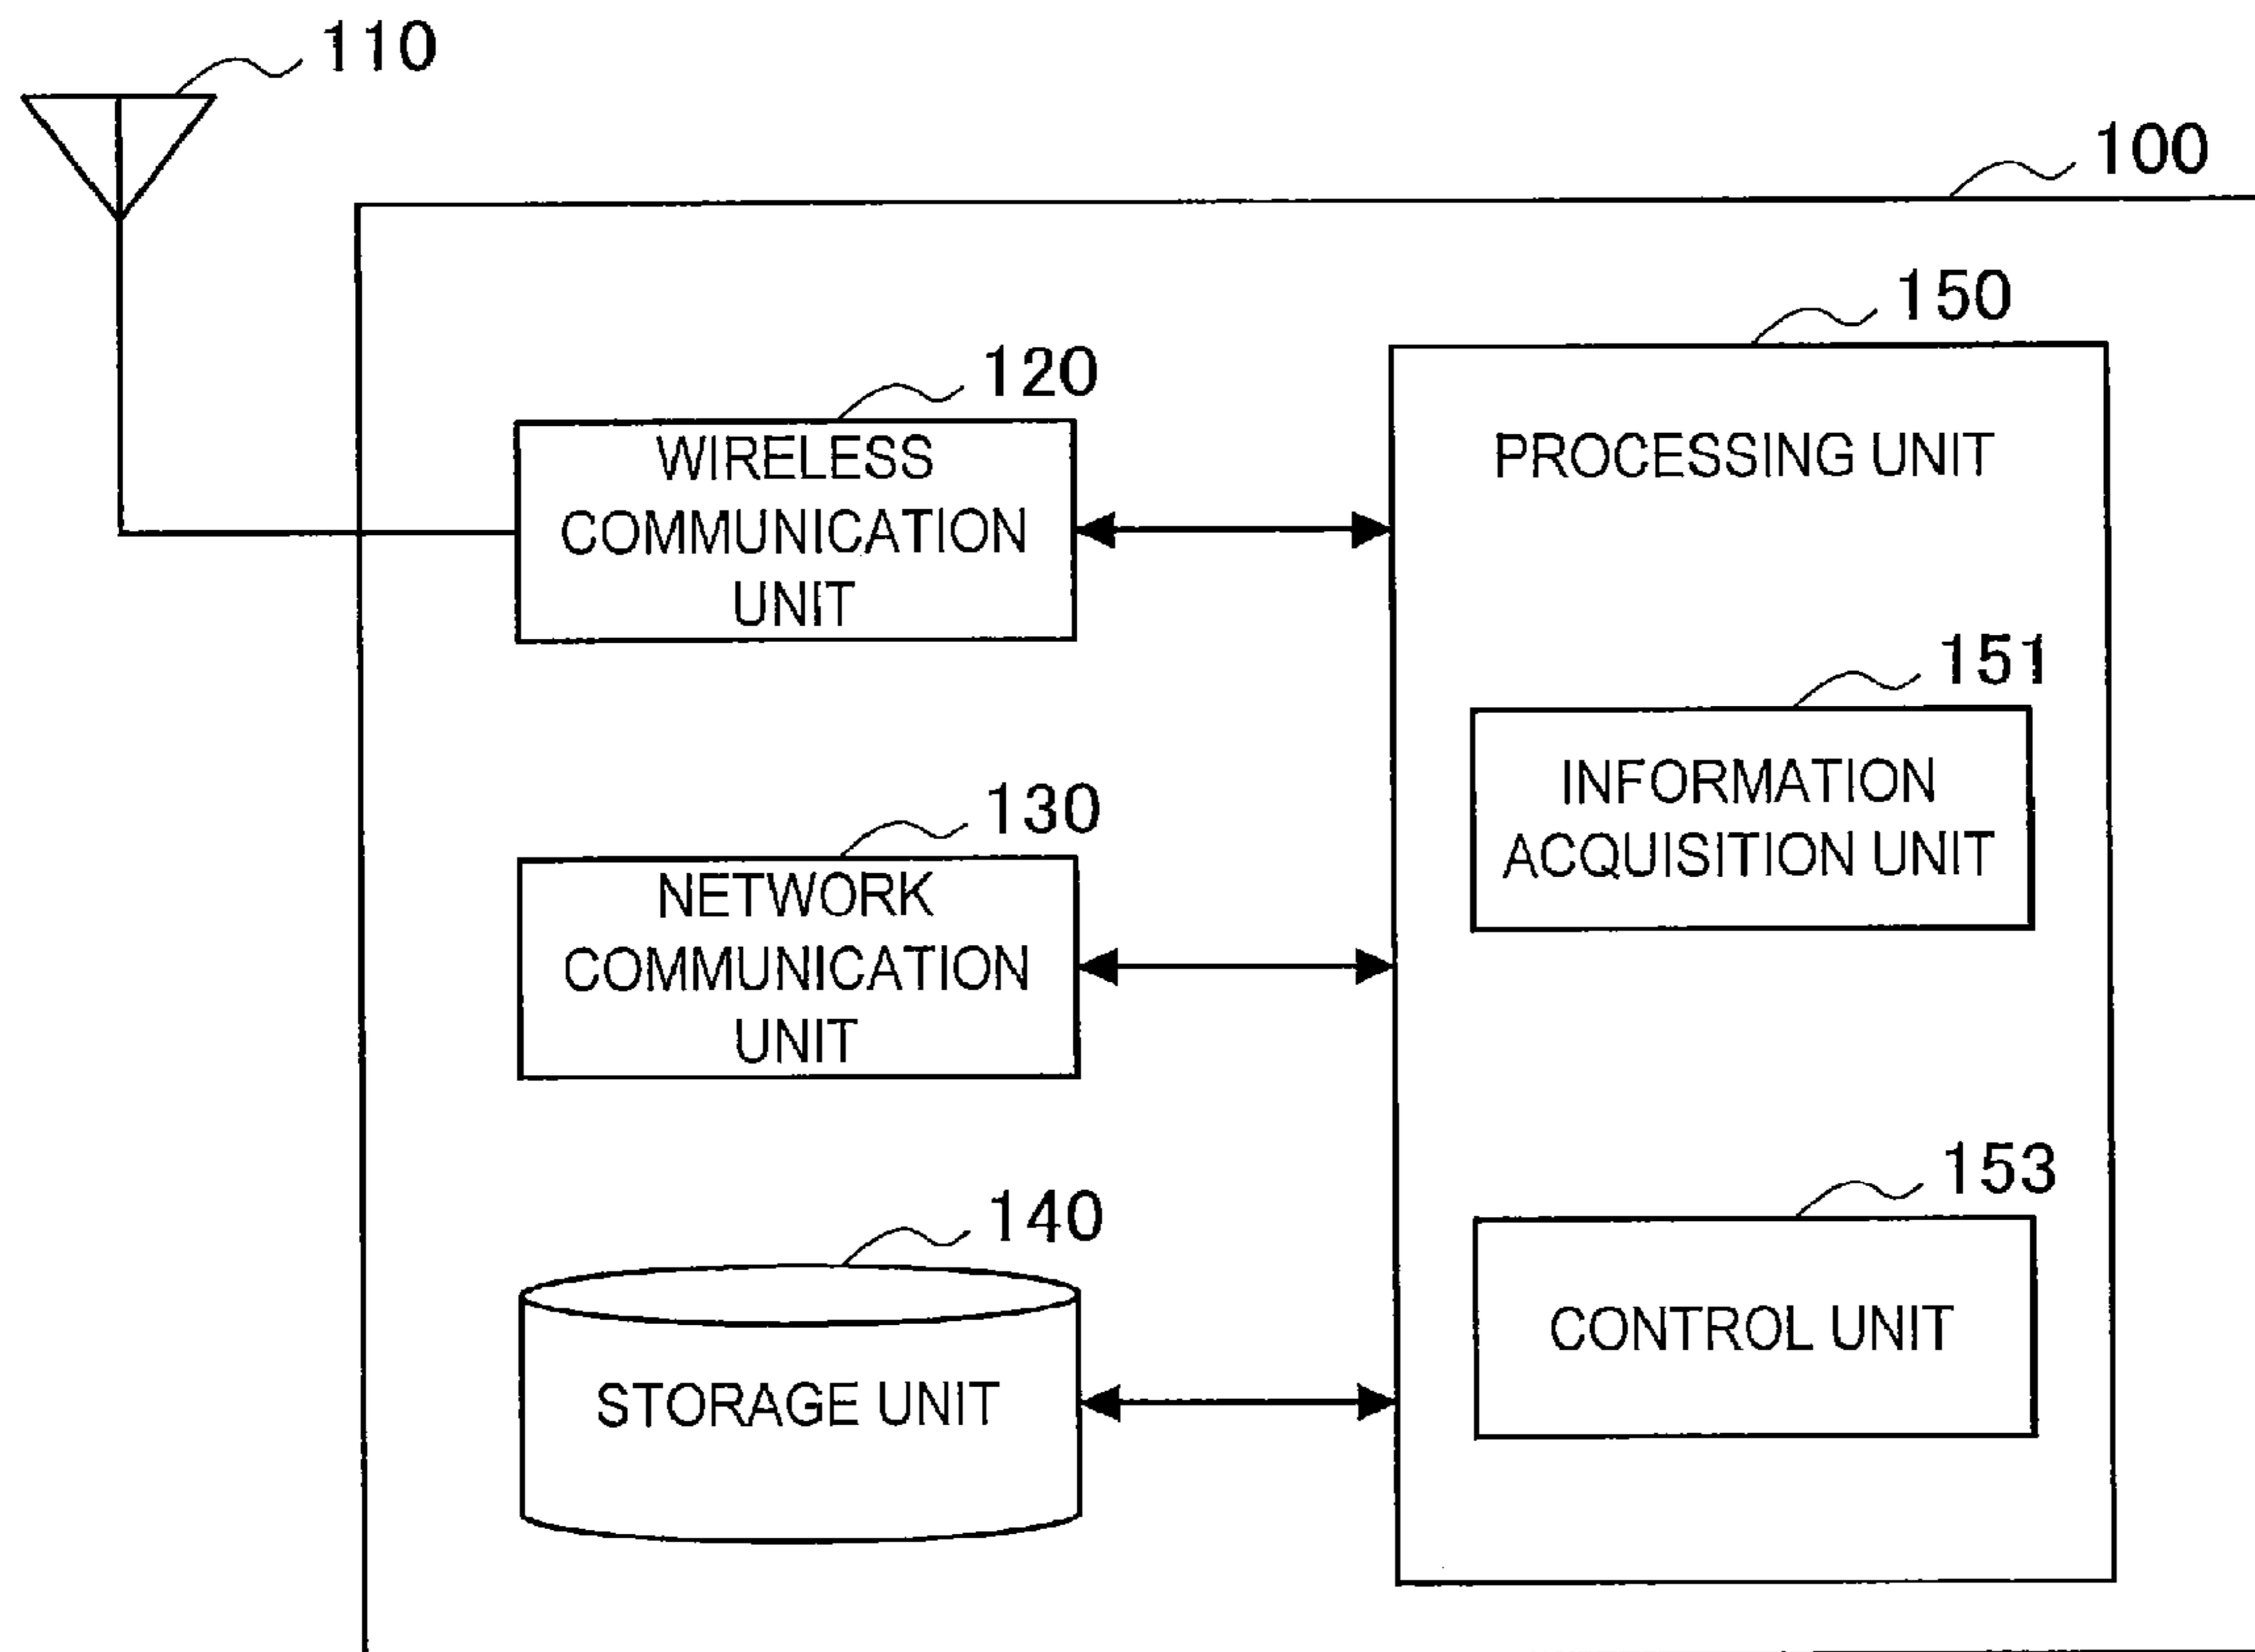 110
100
150
120
WIRELESS
COMMUNICATION
UNIT
PROCESSING UNIT
151
INFORMATION
ACQUISITION UNIT
130
NETWORK
COMMUNICATION
UNIT
153
CONTROL UNIT
140
STORAGE UNIT